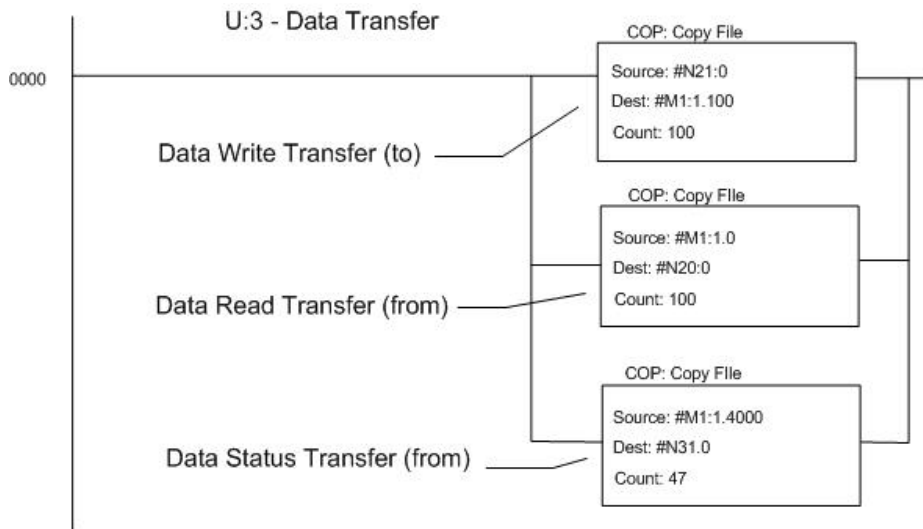 U:3 - Data Transfer
COP: Copy File
0000
Source: #N21:0
Dest: #M1:1.100
Count: 100
Data Write Transfer (to)
COP: Copy FIle
Source: #M1:1.0
Dest: #N20:0
Count: 100
Data Read Transfer (from)
COP: Copy FIle
Source: #M1:1.4000
Dest: #N31.0
Count: 47
Data Status Transfer (from)